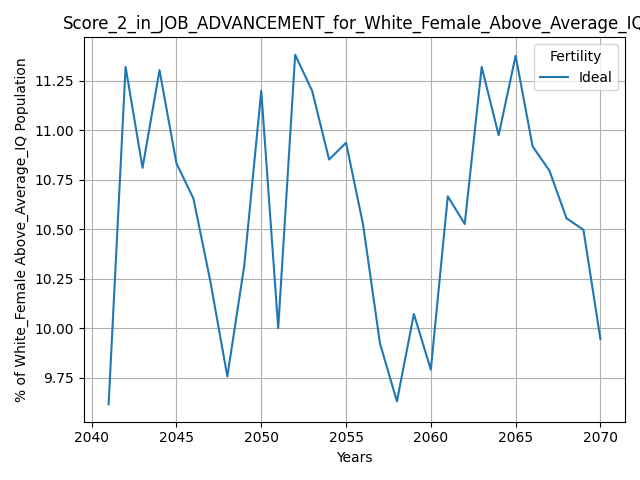 Score_2_in_JOB_ADVANCEMENT_for_White_Female_Above_Average_IQ
% of White_Female Above_Average_IQ Population
Fertility
Ideal
11.25
11.00
10.75
10.50
10.25
10.00
9.75
2040 2045 2050 2055 2060 2065 2070
Years